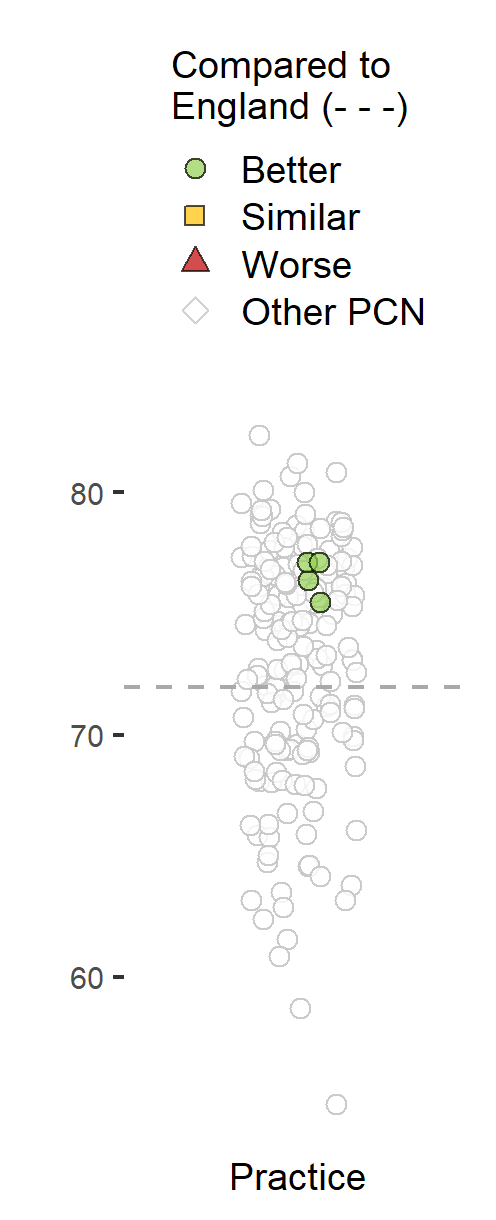 Compared to
England (- - -)
Better
Similar
Worse
Other PCN
80
70
60
Practice